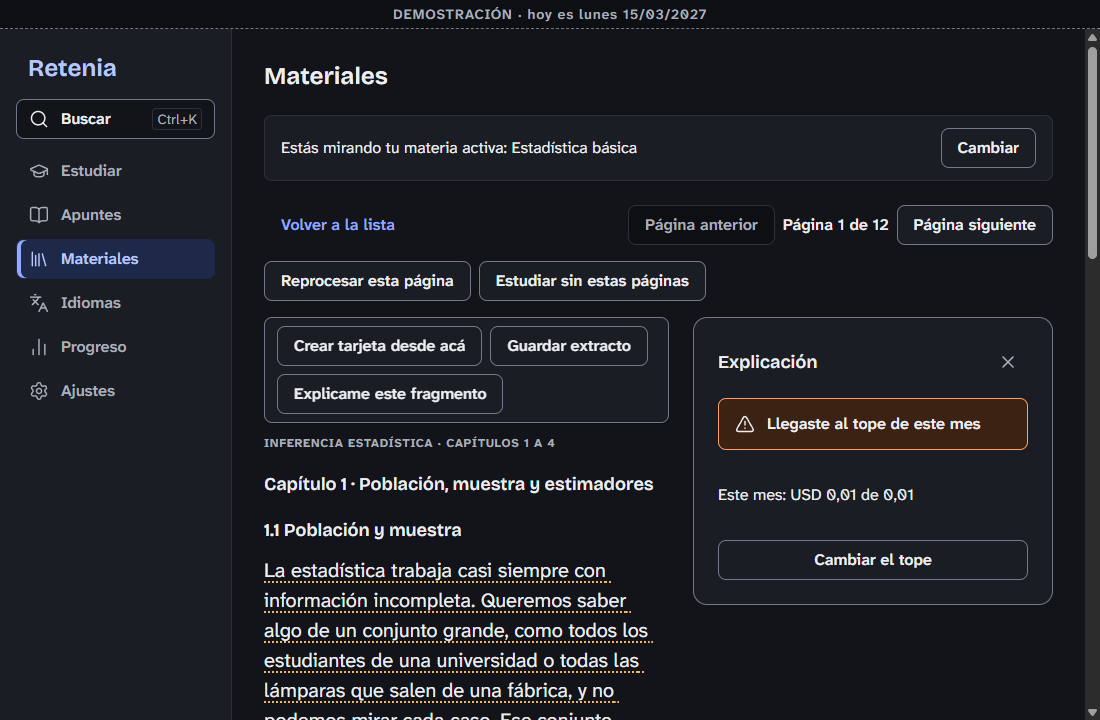 DEMOSTRACIÓN · hoy es lunes 15/03/2027
Retenia
Buscar Ctrl+K
Estudiar
Apuntes
Materiales
Idiomas
Progreso
Ajustes
Materiales
Estás mirando tu materia activa: Estadística básica
Cambiar
Volver a la lista
Página anterior
Página 1 de 12
Página siguiente
Reprocesar esta página
Estudiar sin estas páginas
Crear tarjeta desde acá
Guardar extracto
Explicame este fragmento
INFERENCIA ESTADÍSTICA · CAPÍTULOS 1 A 4
Capítulo 1 · Población, muestra y estimadores
1.1 Población y muestra
La estadística trabaja casi siempre con
información incompleta. Queremos saber
algo de un conjunto grande, como todos los
estudiantes de una universidad o todas las
lámparas que salen de una fábrica, y no
podemos mirar cada caso. Ese conjunto
Explicación
Llegaste al tope de este mes
Este mes: USD 0,01 de 0,01
Cambiar el tope